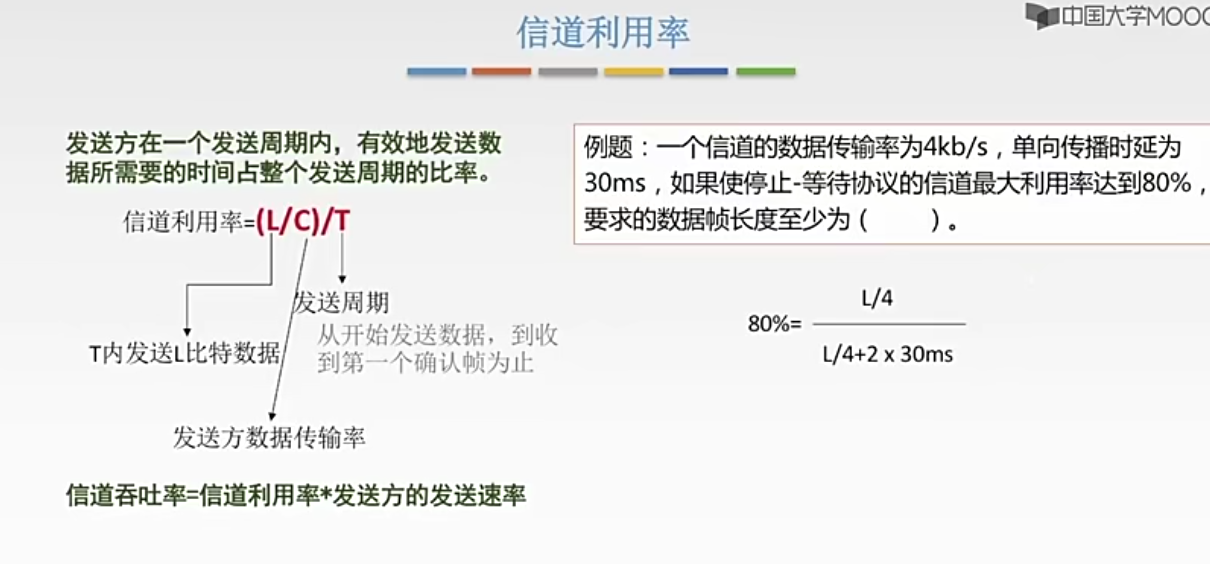 信道利用率
中国大学MOOC
发送方在一个发送周期内，有效地发送数
据所需要的时间占整个发送周期的比率。
信道利用率=(L/C)/T
发送周期
从开始发送数据，到收
到第一个确认帧为止
T内发送L比特数据
发送方数据传输率
信道吞吐率=信道利用率*发送方的发送速率
例题：一个信道的数据传输率为4kb/s，单向传播时延为
30ms，如果使停止-等待协议的信道最大利用率达到80%，
要求的数据帧长度至少为（ ）。
L/4
80%=
L/4+2 x 30ms